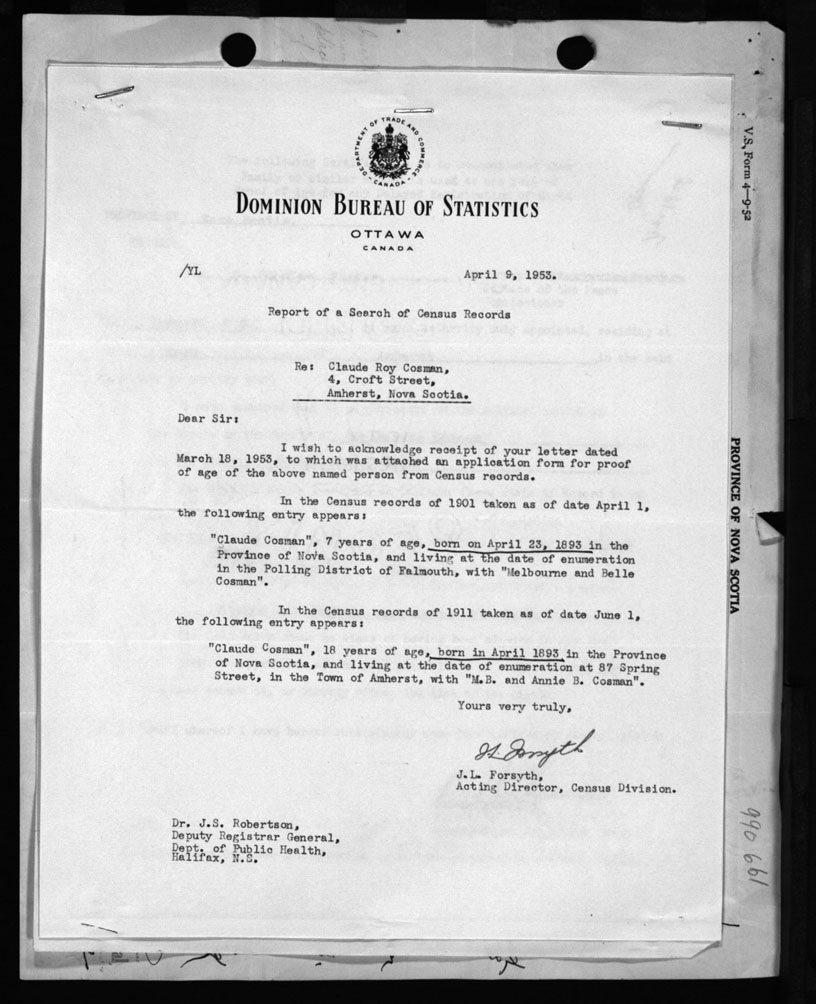 DEPARTMENT OF TRADE AND COMMERCE
CANADA
DOMINION BUREAU OF STATISTICS
OTTAWA
CANADA
/YL April 9, 1953.
Report of a Search of Census Records
Re: Claude Roy Cosman,
4, Croft Street,
Amherst, Nova Scotia.
Dear Sir:
I wish to acknowledge receipt of your letter dated
March 18, 1953, to which was attached an application form for proof
of age of the above named person from Census records.
In the Census records of 1901 taken as of date April 1,
the following entry appears:
"Claude Cosman", 7 years of age, born on April 23, 1893 in the
Province of Nova Scotia, and living at the date of enumeration
in the Polling District of Falmouth, with "Melbourne and Belle
Cosman".
In the Census records of 1911 taken as of date June 1,
the following entry appears:
"Claude Cosman", 18 years of age, born in April 1893 in the Province
of Nova Scotia, and living at the date of enumeration at 87 Spring
Street, in the Town of Amherst, with "M.B. and Annie B. Cosman".
Yours very truly,
J.L. Forsyth
J.L. Forsyth,
Acting Director, Census Division.
Dr. J.S. Robertson,
Deputy Registrar General,
Dept. of Public Health,
Halifax, N.S.
V.S. Form 4—9-52
PROVINCE OF NOVA SCOTIA
990 661